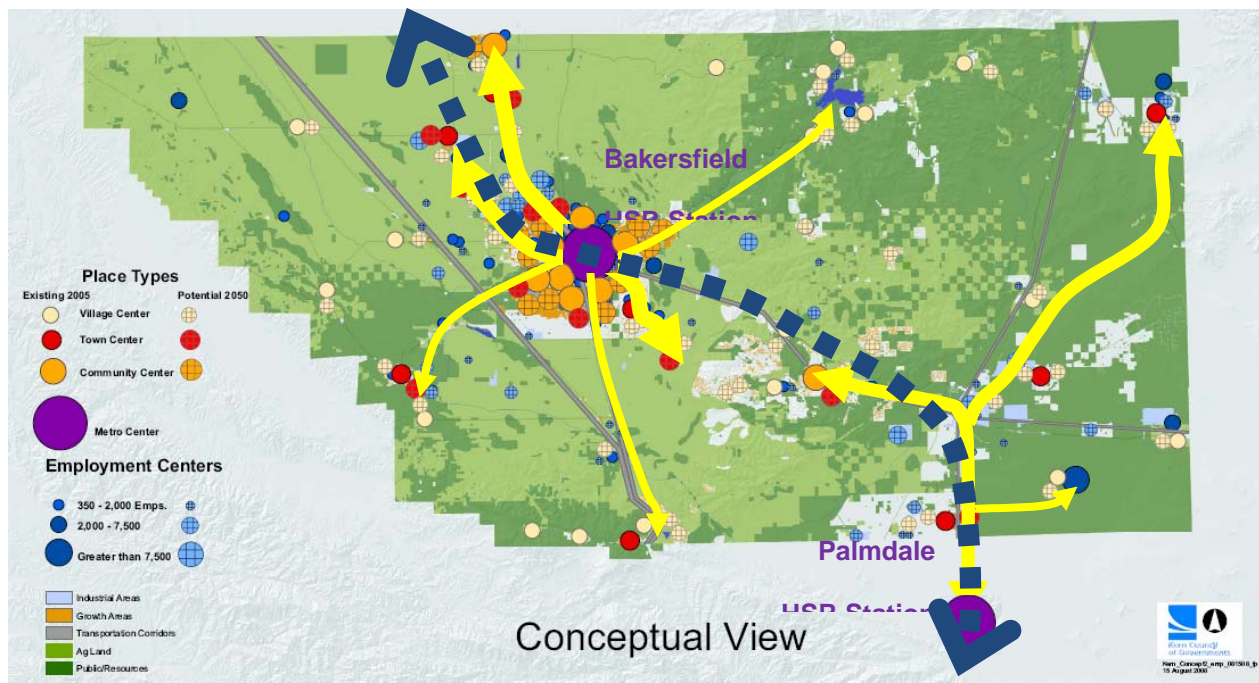 Bakersfield
HSR Station
Place Types
Existing 2005 Potential 2050
Village Center
Town Center
Community Center
Metro Center
Employment Centers
350 - 2,000 Emps.
2,000 - 7,500
Greater than 7,500
Industrial Areas
Growth Areas
Transportation Corridors
Ag Land
Public/Resources
Palmdale
HSR Station
Conceptual View
Kern Council
of Governments
15 August 2008